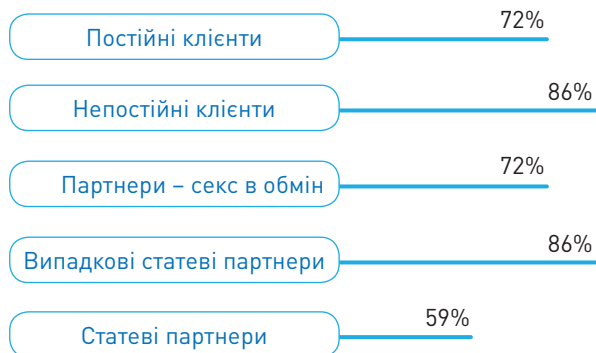 Постійні клієнти 72%
Непостійні клієнти 86%
Партнери – секс в обмін 72%
Випадкові статеві партнери 86%
Статеві партнери 59%